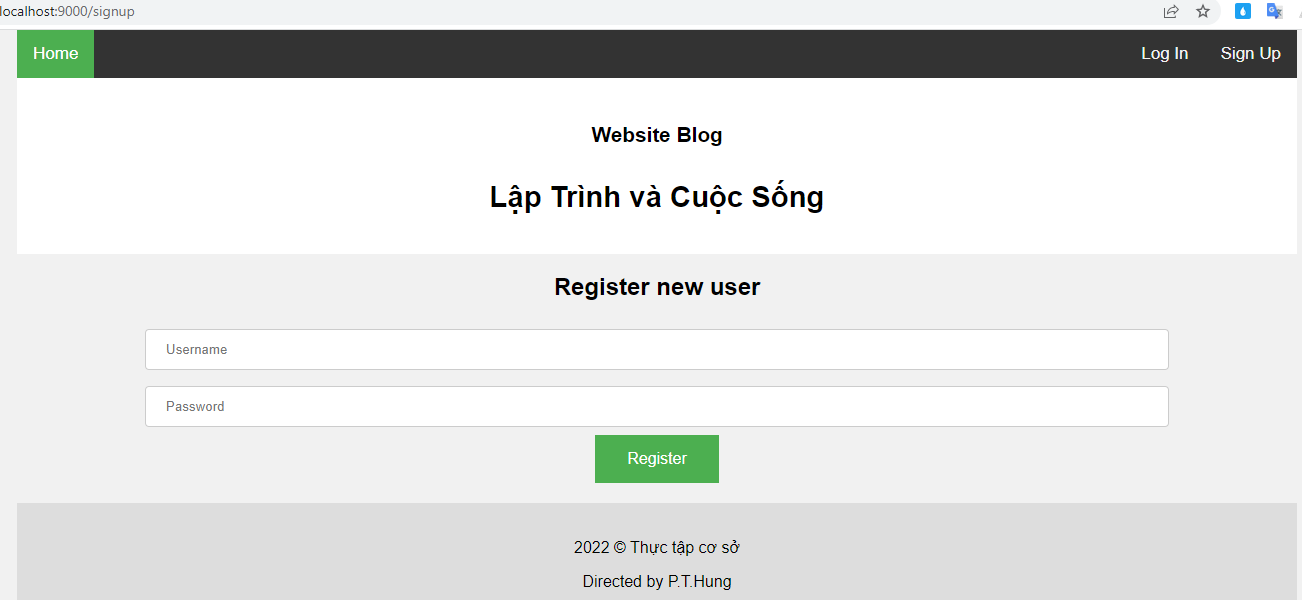 localhost:9000/signup
Home Log In Sign Up
Website Blog
Lập Trình và Cuộc Sống
Register new user
Username
Password
Register
2022 © Thực tập cơ sở
Directed by P.T.Hung